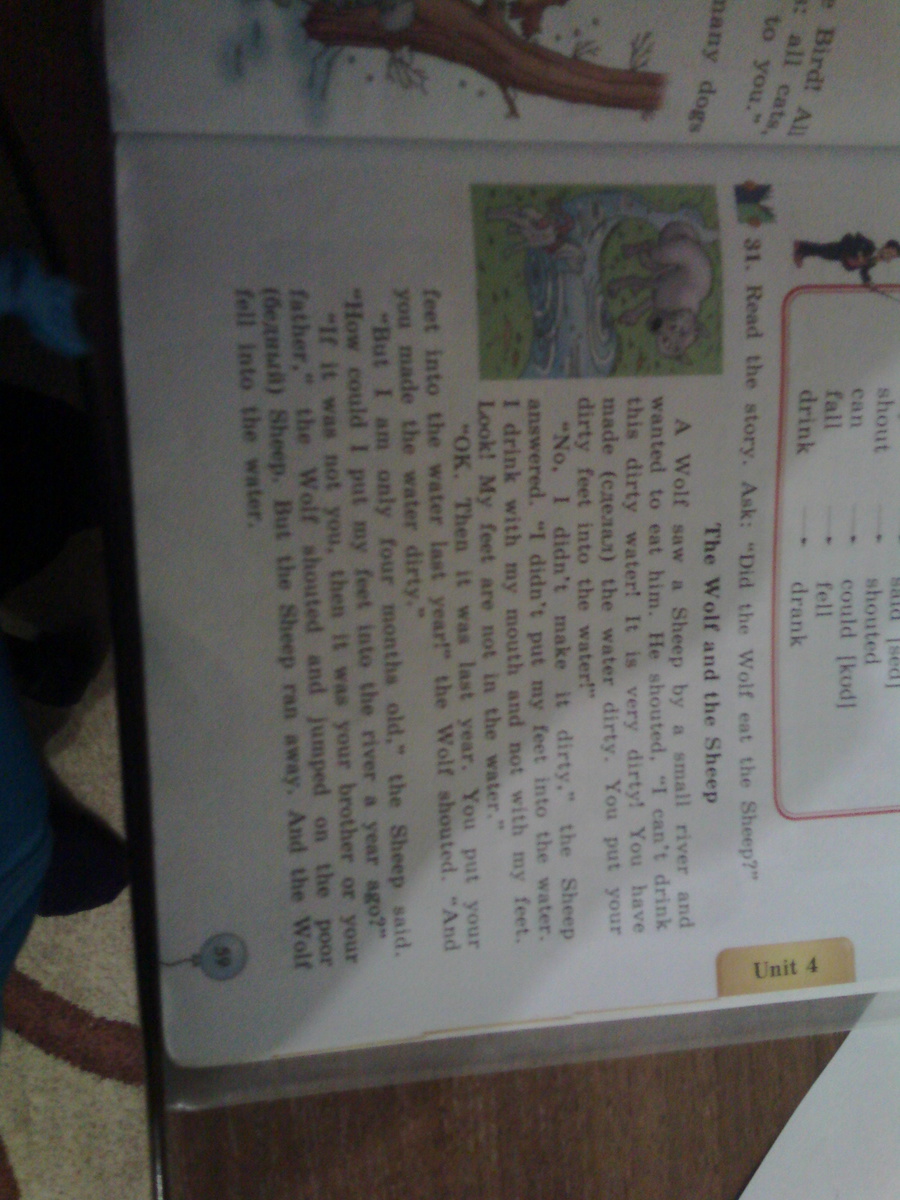 Bird! All
all cats,
to you."
many dogs
said [sed]
shout → shouted
can → could [kʊd]
fall → fell
drink → drank
Unit 4
31. Read the story. Ask: "Did the Wolf eat the Sheep?"
The Wolf and the Sheep
A Wolf saw a Sheep by a small river and
wanted to eat him. He shouted, "I can't drink
this dirty water! It is very dirty! You have
made (сделал) the water dirty. You put your
dirty feet into the water!"
"No, I didn't make it dirty," the Sheep
answered. "I didn't put my feet into the water.
I drink with my mouth and not with my feet.
Look! My feet are not in the water."
"OK. Then it was last year. You put your
feet into the water last year!" the Wolf shouted. "And
you made the water dirty."
"But I am only four months old," the Sheep said.
"How could I put my feet into the river a year ago?"
"If it was not you, then it was your brother or your
father," the Wolf shouted and jumped on the poor
(бедный) Sheep. But the Sheep ran away. And the Wolf
fell into the water.
59